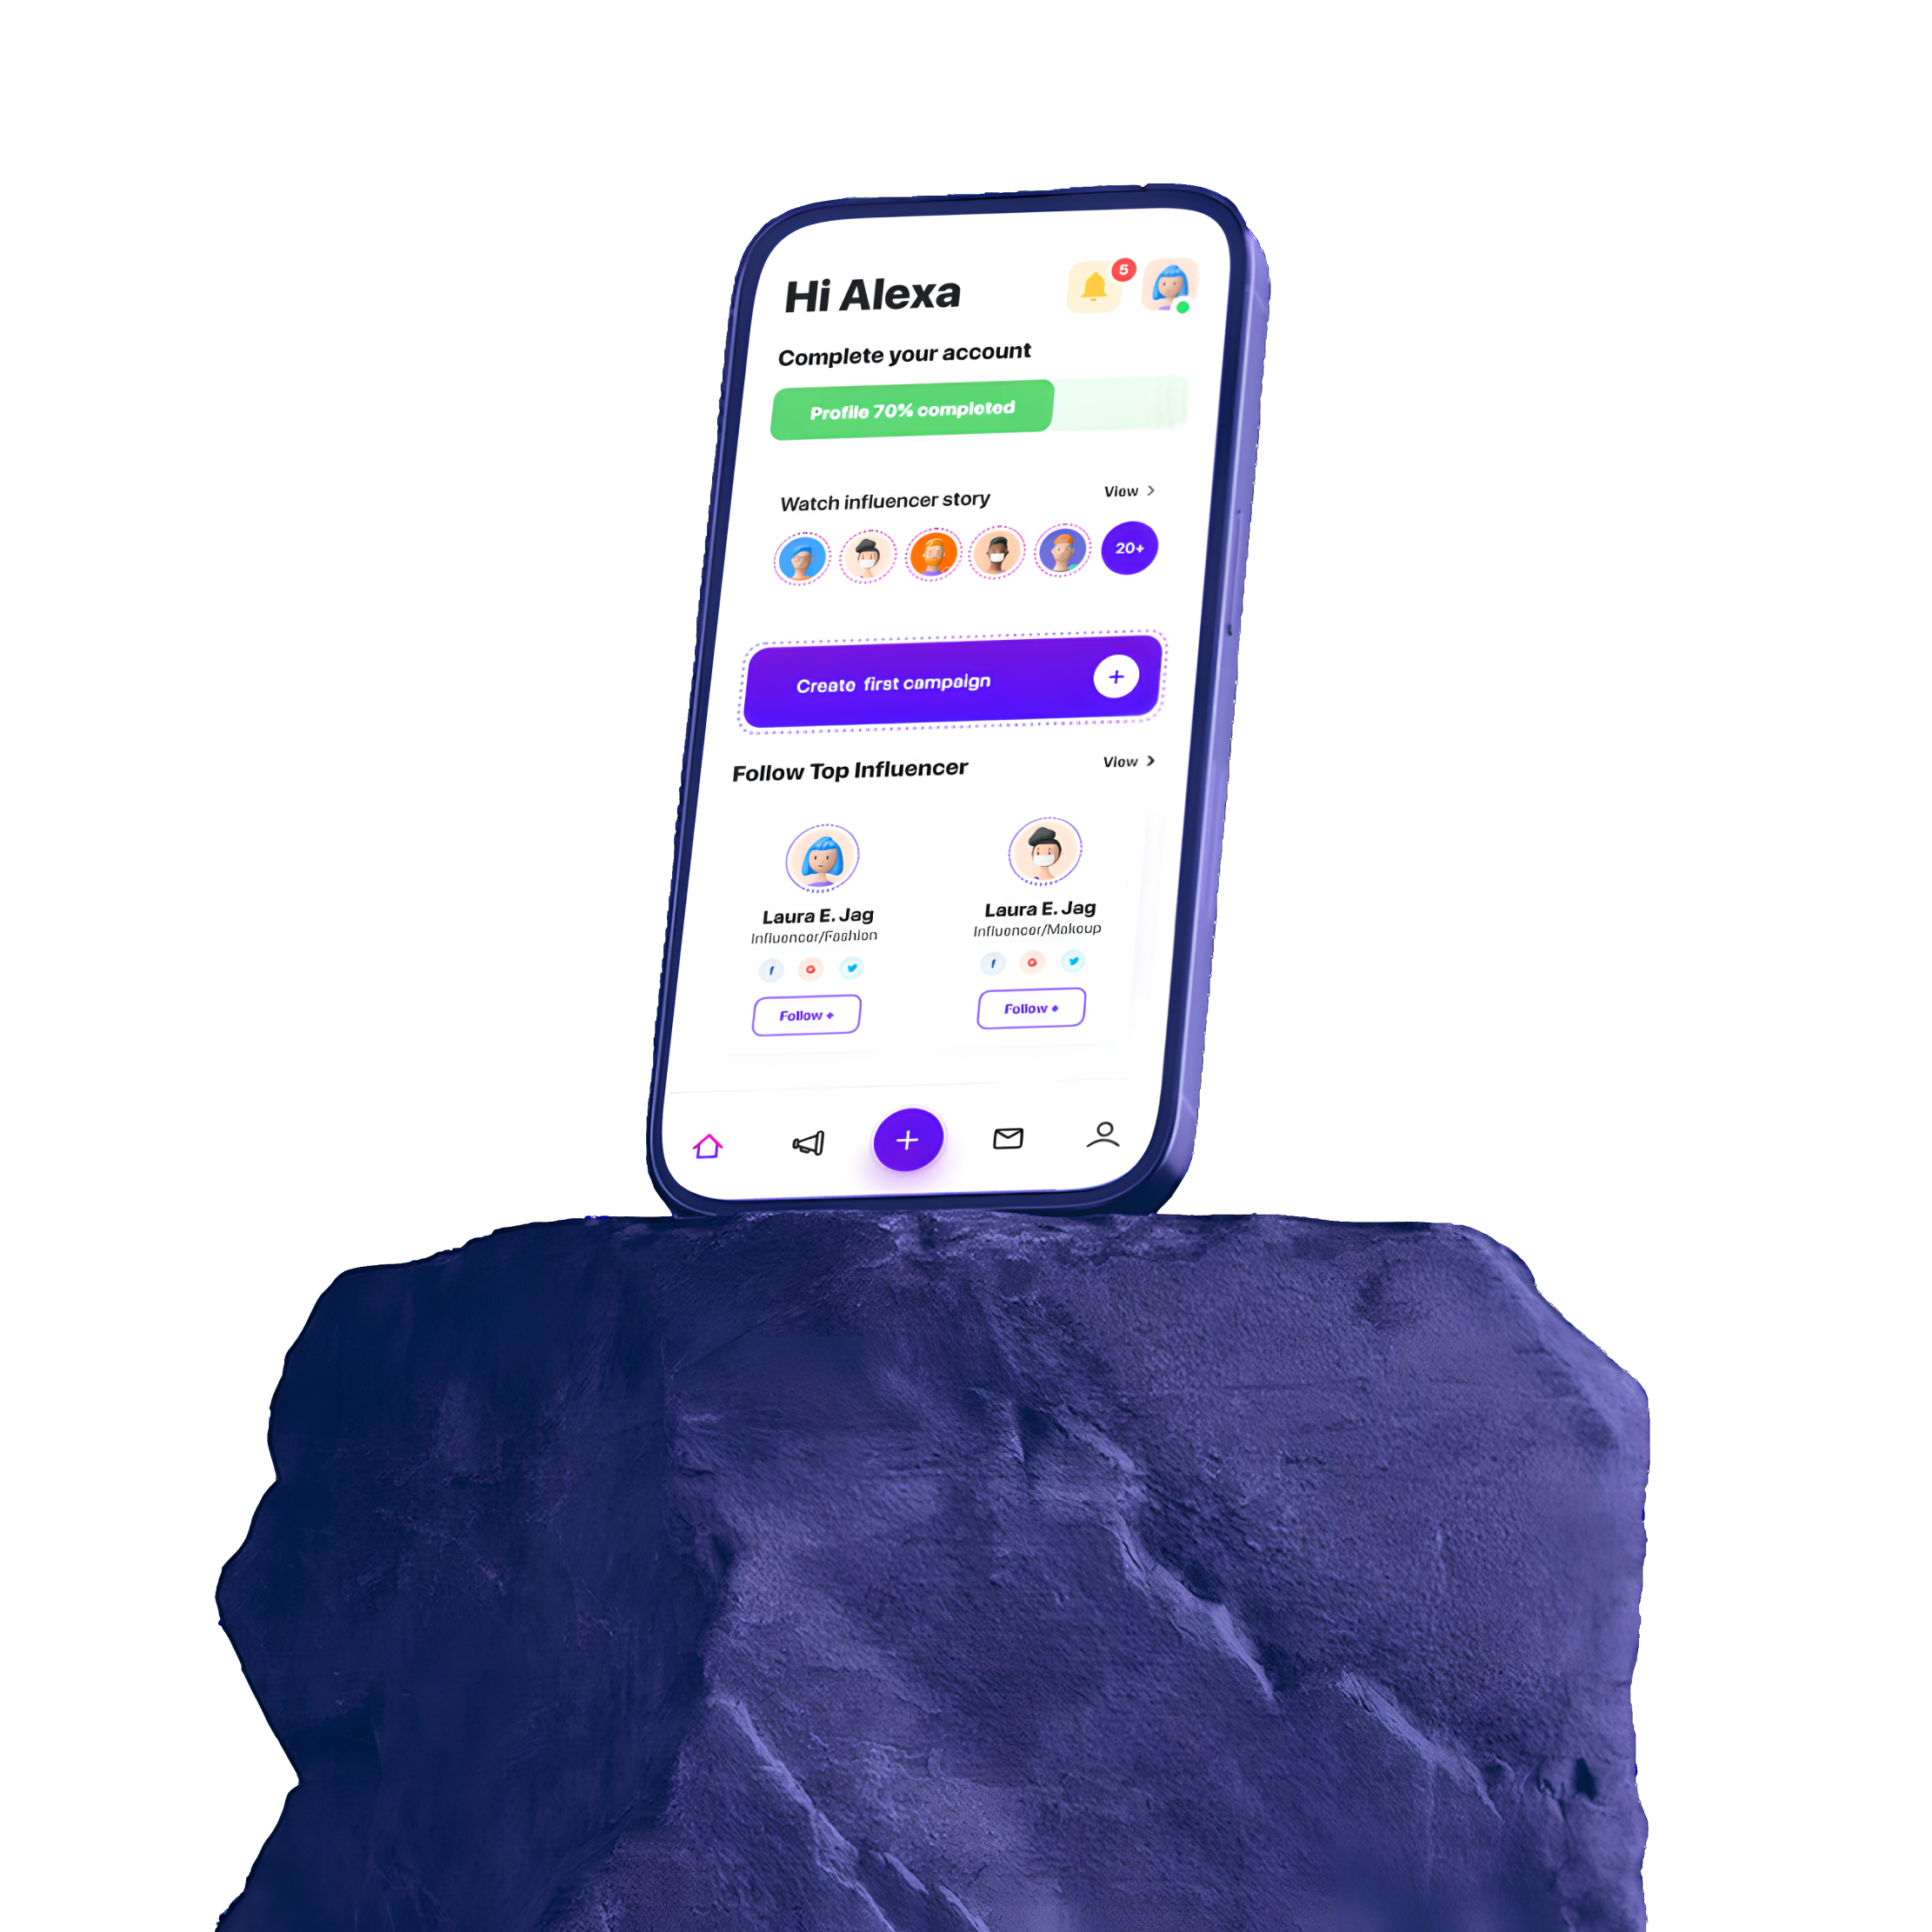 Hi Alexa
5
Complete your account
Profile 70% completed
Watch influencer story
View >
20+
Create first campaign
+
Follow Top Influencer
View >
Laura E. Jag
Laura E. Jag
Influencer/Fashion
Influencer/Makeup
Follow +
Follow +